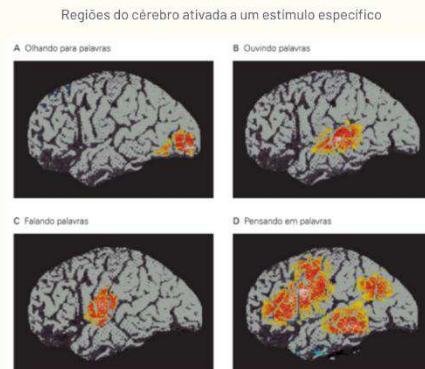 Regiões do cérebro ativada a um estímulo específico
A Olhando para palavras
B Ouvindo palavras
C Falando palavras
D Pensando em palavras